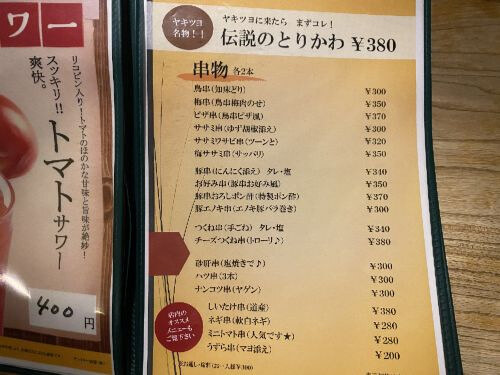 ワー
リコピン入り!トマトのほのかな甘味と旨味が絶妙!
スッキリ!!爽快。
トマトサワー
400円
ヤキツヨ名物!!
ヤキツヨに来たら まずコレ!
伝説のとりかわ ¥380
串物 各2本
鳥串(知床どり) ¥300
梅串(鳥串梅肉のせ) ¥350
ピザ串(鳥串ピザ風) ¥370
ササミ串(ゆず胡椒添え) ¥300
ササミワサビ串(ツーンと) ¥320
梅ササミ串(サッパリ) ¥350
豚串(にんにく添え) タレ・塩 ¥340
お好み串(豚串お好み風) ¥350
豚串おろしポン酢(特製ポン酢) ¥370
豚エノキ串(エノキ豚バラ巻き) ¥300
つくね串(手ごね) タレ・塩 ¥340
チーズつくね串(トローリ♪) ¥380
砂肝串(塩焼きで♪) ¥300
ハツ串(3本) ¥300
ナンコツ串(ヤゲン) ¥300
しいたけ串(道産) ¥380
ネギ串(軟白ネギ) ¥280
ミニトマト串(人気です★) ¥280
うずら串(マヨ添え) ¥200
店内のオススメメニューもご覧下さい